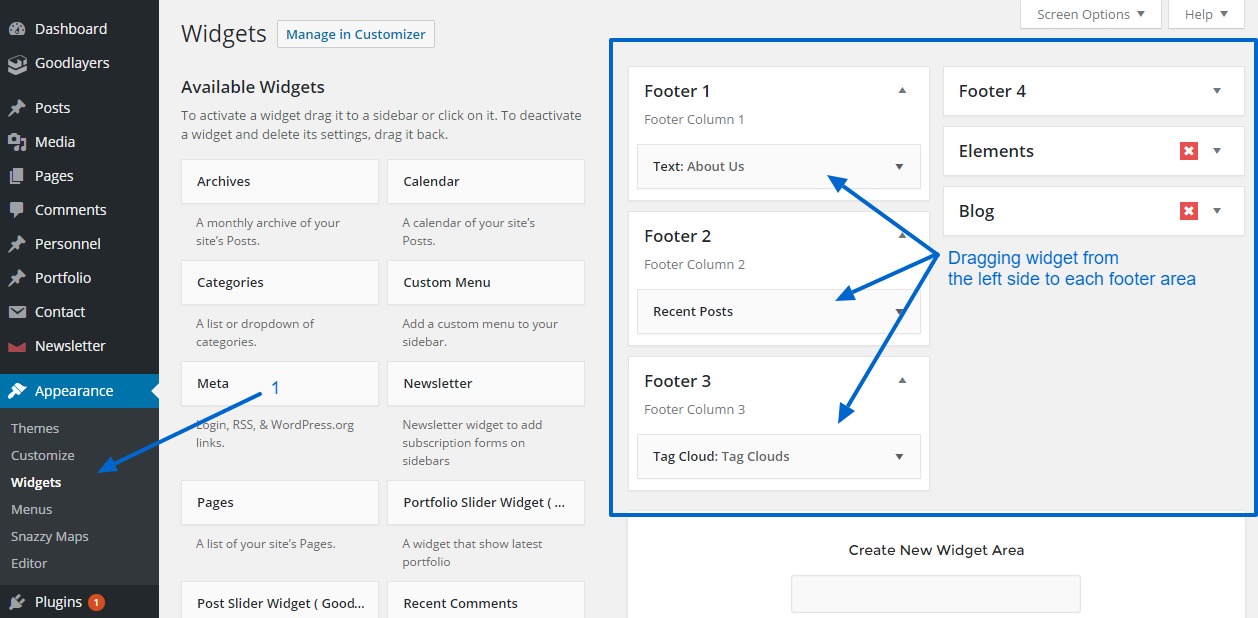 Dashboard
Goodlayers
Posts
Media
Pages
Comments
Personnel
Portfolio
Contact
Newsletter
Appearance
Themes
Customize
Widgets
Menus
Snazzy Maps
Editor
Plugins 1
Screen Options Help
Widgets Manage in Customizer
Available Widgets
To activate a widget drag it to a sidebar or click on it. To deactivate
a widget and delete its settings, drag it back.
Archives
A monthly archive of your
site's Posts.
Calendar
A calendar of your site's
Posts.
Categories
A list or dropdown of
categories.
Custom Menu
Add a custom menu to your
sidebar.
Meta
1
Login, RSS, & WordPress.org
links.
Newsletter
Newsletter widget to add
subscription forms on
sidebars
Pages
A list of your site's Pages.
Portfolio Slider Widget ( ...
A widget that show latest
portfolio
Post Slider Widget ( Good...
Recent Comments
Footer 1
Footer Column 1
Text: About Us
Footer 2
Footer Column 2
Recent Posts
Footer 3
Footer Column 3
Tag Cloud: Tag Clouds
Footer 4
Elements
Blog
Dragging widget from
the left side to each footer area
Create New Widget Area